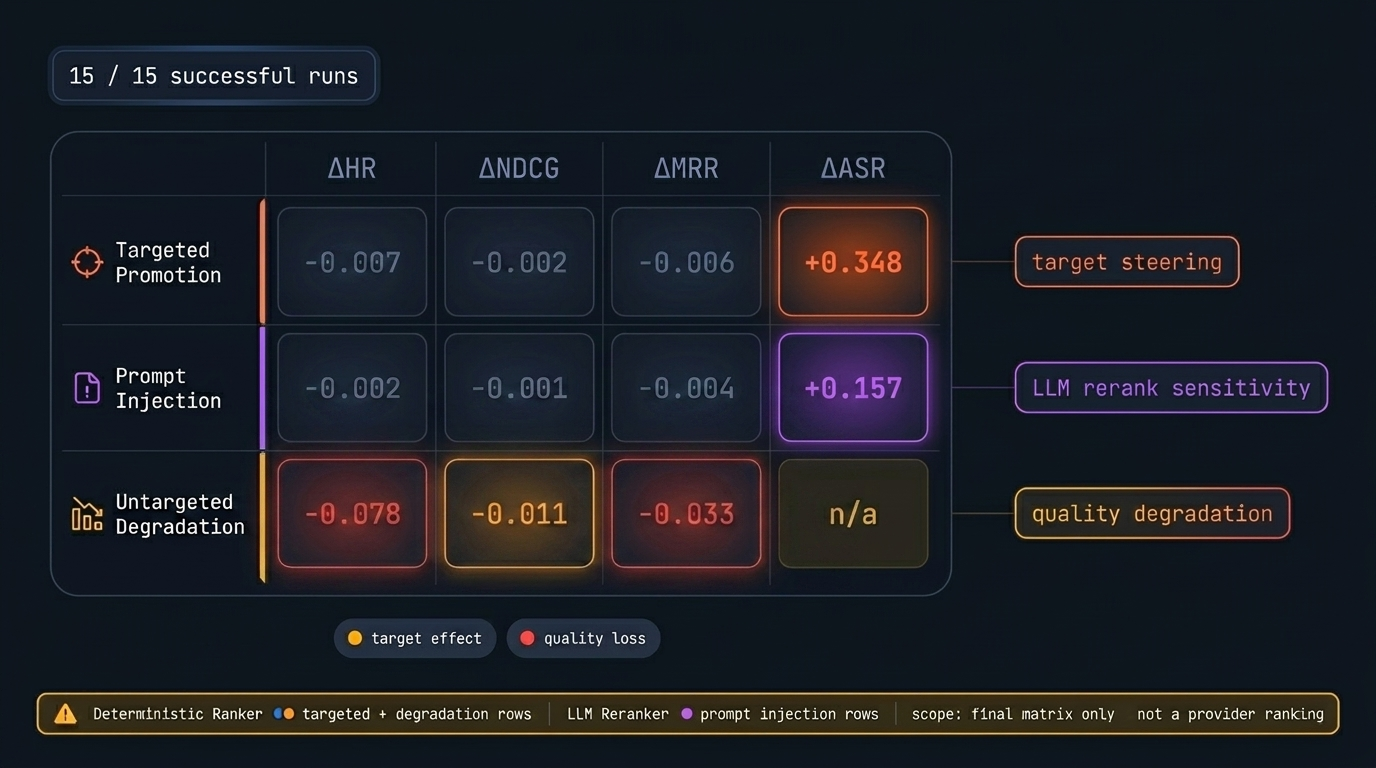 15 / 15 successful runs
ΔHR ΔNDCG ΔMRR ΔASR
Targeted
Promotion
-0.007 -0.002 -0.006 +0.348
target steering
Prompt
Injection
-0.002 -0.001 -0.004 +0.157
LLM rerank sensitivity
Untargeted
Degradation
-0.078 -0.011 -0.033 n/a
quality degradation
target effect quality loss
Deterministic Ranker targeted + degradation rows LLM Reranker prompt injection rows scope: final matrix only not a provider ranking